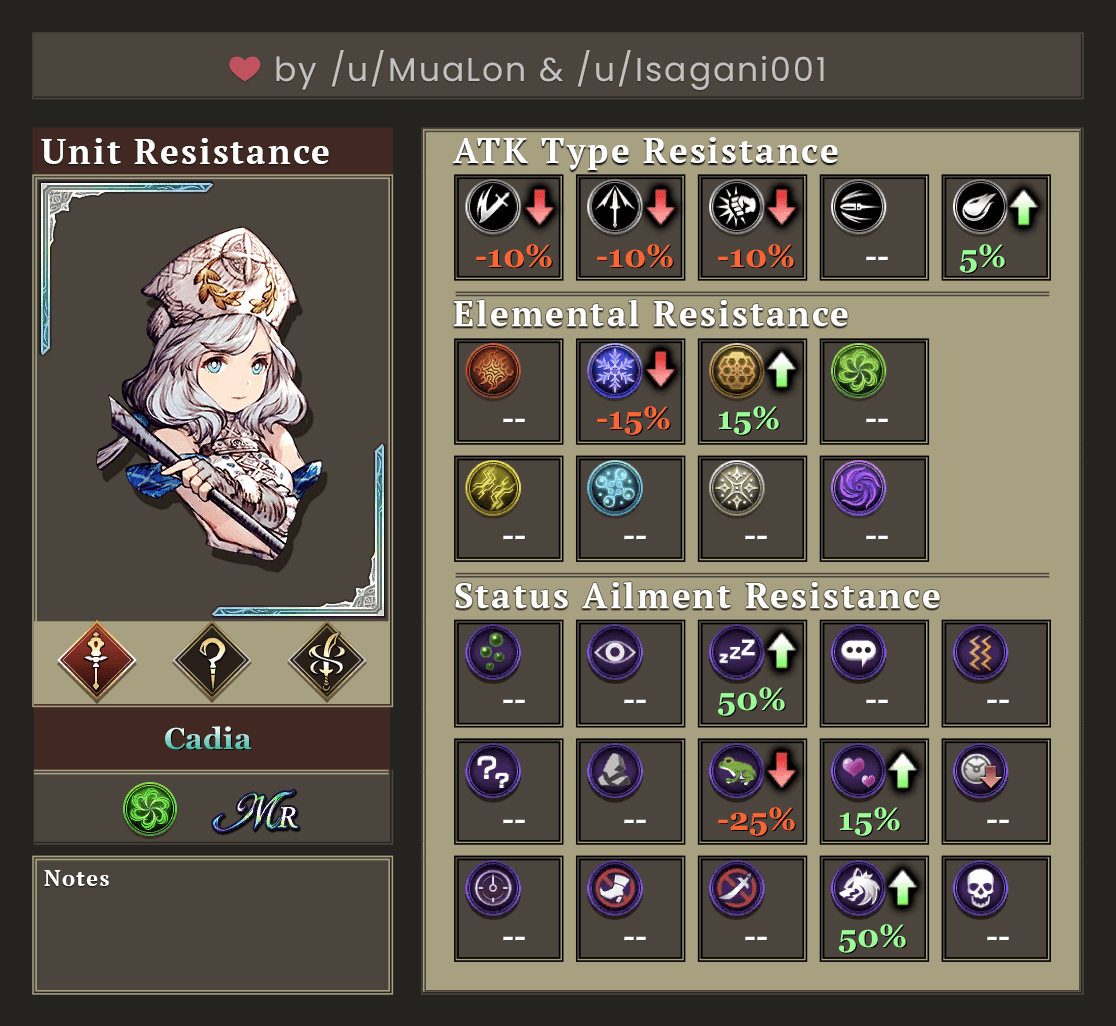 by /u/MuaLon & /u/Isagani001
Unit Resistance
Cadia
MR
Notes
ATK Type Resistance
-10% -10% -10% -- 5%
Elemental Resistance
-- -15% 15% --
-- -- -- --
Status Ailment Resistance
zzZ
-- -- 50% -- --
??
-- -- -25% 15% --
-- -- -- 50% --